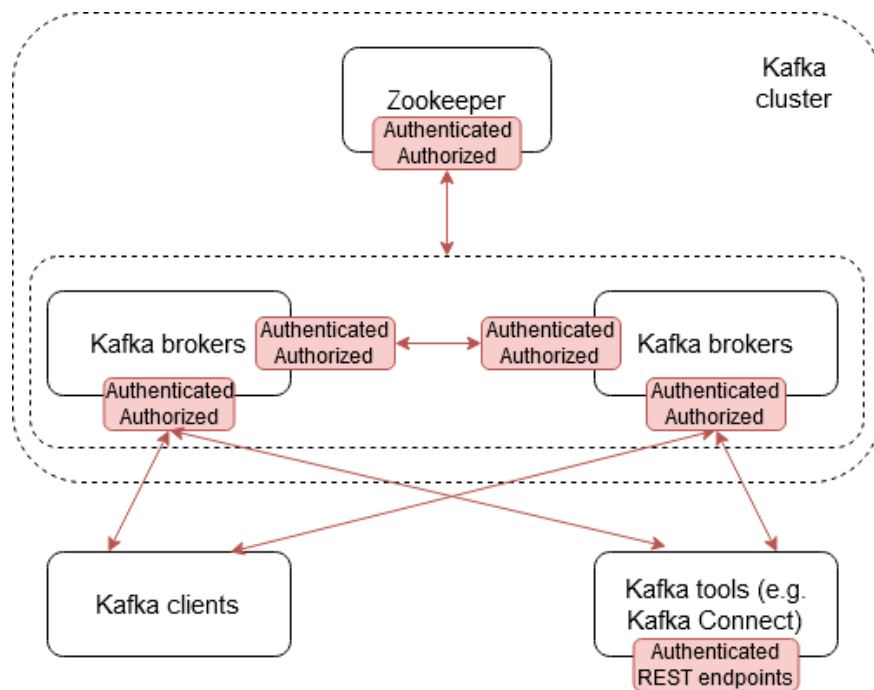 Kafka
cluster
Zookeeper
Authenticated
Authorized
Kafka brokers
Authenticated
Authorized
Authenticated
Authorized
Kafka brokers
Authenticated
Authorized
Authenticated
Authorized
Kafka clients
Kafka tools (e.g.
Kafka Connect)
Authenticated
REST endpoints